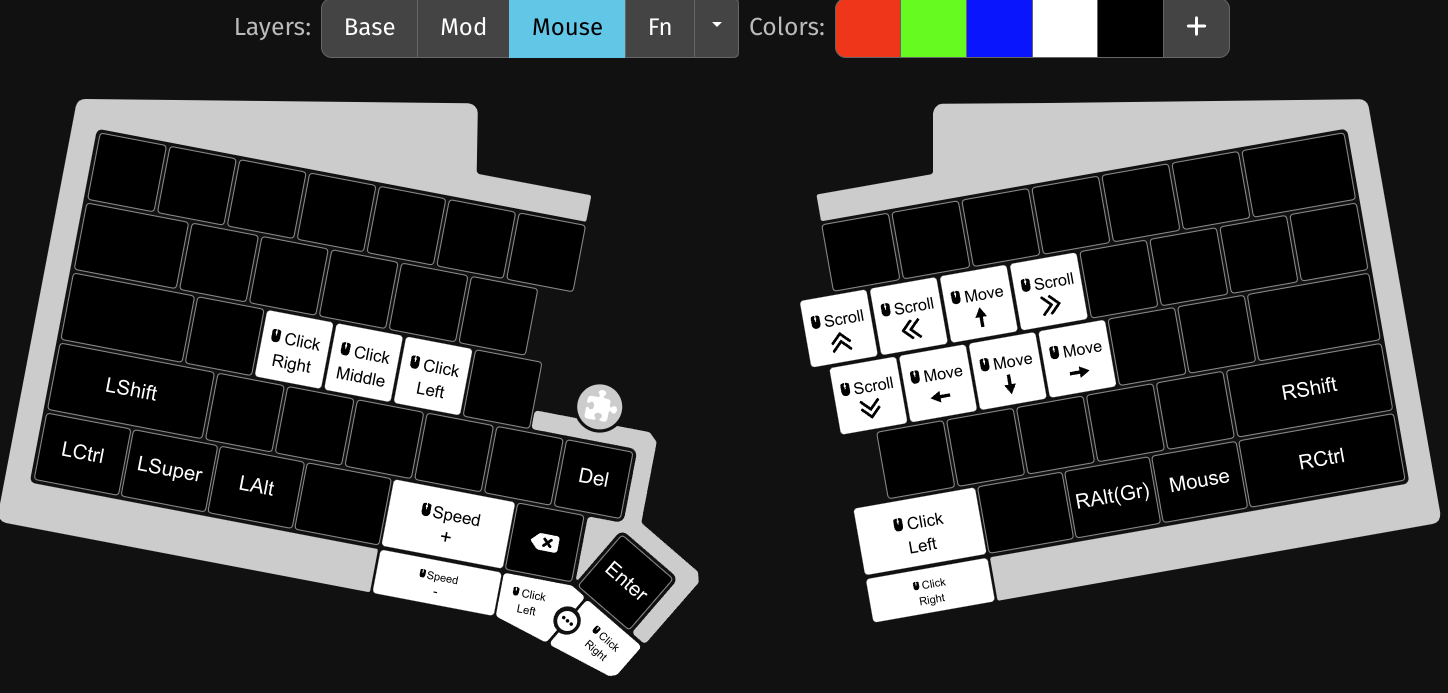 Layers: Base Mod Mouse Fn Colors: +
Click
Right
Click
Middle
Click
Left
LShift
LCtrl
LSuper
LAlt
Del
Speed
+
Speed
-
Enter
Click
Left
Click
Right
Scroll
Scroll
Move
Scroll
Scroll
Move
Move
Move
RShift
RCtrl
Mouse
RAlt(Gr)
Click
Left
Click
Right